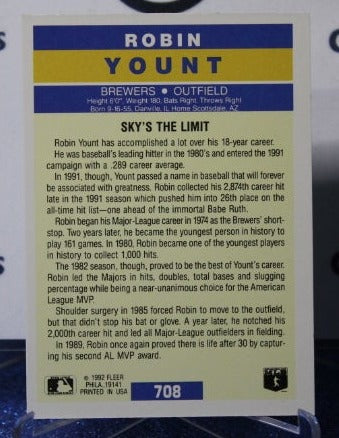 ROBIN
YOUNT
BREWERS • OUTFIELD
Height 6'0", Weight 180, Bats Right, Throws Right
Born 9-16-55, Danville, IL Home Scottsdale, AZ
SKY'S THE LIMIT
Robin Yount has accomplished a lot over his 18-year career.
He was baseball's leading hitter in the 1980's and entered the 1991
campaign with a .289 career average.
In 1991, though, Yount passed a name in baseball that will forever
be associated with greatness. Robin collected his 2,874th career hit
late in the 1991 season which pushed him into 26th place on the
all-time hit list—one ahead of the immortal Babe Ruth.
Robin began his Major-League career in 1974 as the Brewers' short-
stop. Two years later, he became the youngest person in history to
play 161 games. In 1980, Robin became one of the youngest players
in history to collect 1,000 hits.
The 1982 season, though, proved to be the best of Yount's career.
Robin led the Majors in hits, doubles, total bases and slugging
percentage while being a near-unanimous choice for the American
League MVP.
Shoulder surgery in 1985 forced Robin to move to the outfield,
but that didn't stop his bat or glove. A year later, he notched his
2,000th career hit and led all Major-League outfielders in fielding.
In 1989, Robin once again proved there is life after 30 by captur-
ing his second AL MVP award.
© 1992 FLEER
PHILA. 19141
PRINTED IN USA
708